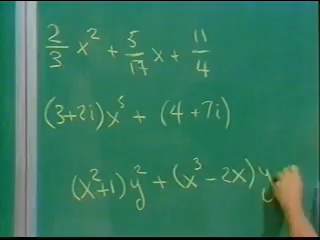 2/3 x² + 5/17 x + 11/4
(3+2i)x⁵ + (4+7i)
(x²+1)y² + (x³-2x)y